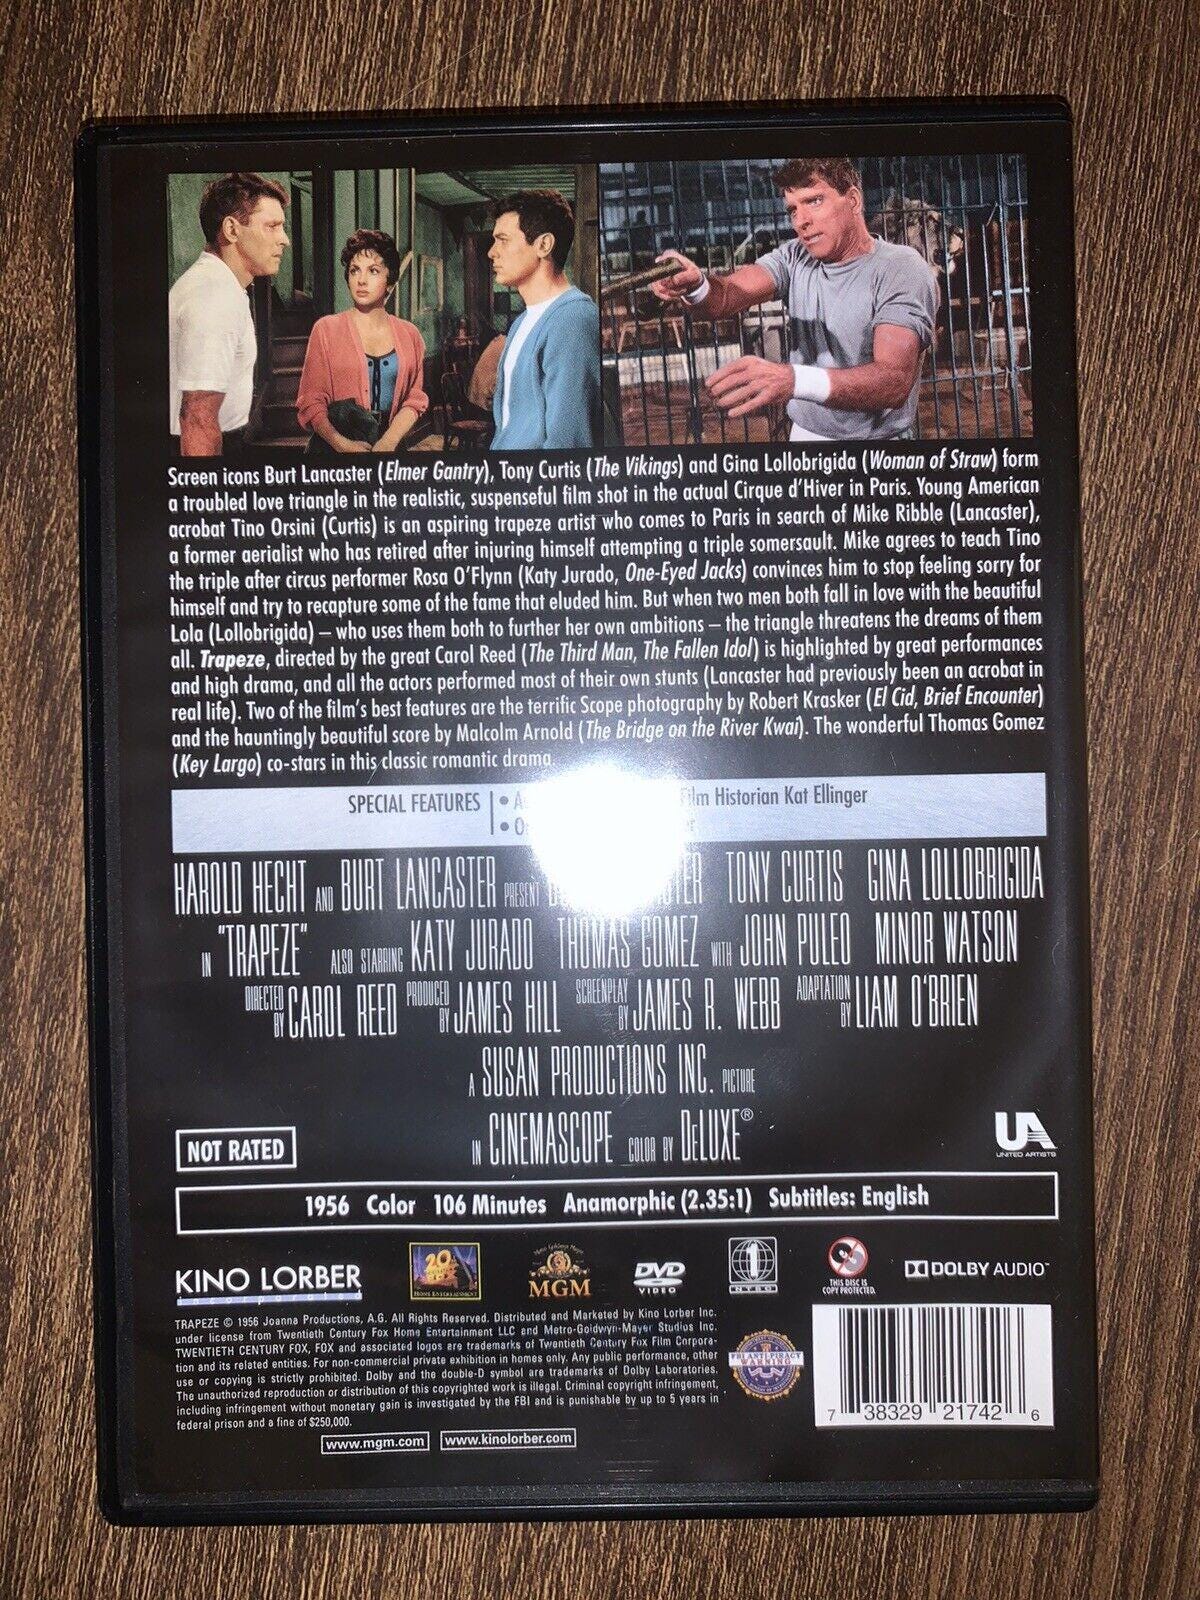 Screen icons Burt Lancaster (Elmer Gantry), Tony Curtis (The Vikings) and Gina Lollobrigida (Woman of Straw) form
a troubled love triangle in the realistic, suspenseful film shot in the actual Cirque d'Hiver in Paris. Young American
acrobat Tino Orsini (Curtis) is an aspiring trapeze artist who comes to Paris in search of Mike Ribble (Lancaster),
a former aerialist who has retired after injuring himself attempting a triple somersault. Mike agrees to teach Tino
the triple after circus performer Rosa O'Flynn (Katy Jurado, One-Eyed Jacks) convinces him to stop feeling sorry for
himself and try to recapture some of the fame that eluded him. But when two men both fall in love with the beautiful
Lola (Lollobrigida) – who uses them both to further her own ambitions – the triangle threatens the dreams of them
all. Trapeze, directed by the great Carol Reed (The Third Man, The Fallen Idol) is highlighted by great performances
and high drama, and all the actors performed most of their own stunts (Lancaster had previously been an acrobat in
real life). Two of the film's best features are the terrific Scope photography by Robert Krasker (El Cid, Brief Encounter)
and the hauntingly beautiful score by Malcolm Arnold (The Bridge on the River Kwai). The wonderful Thomas Gomez
(Key Largo) co-stars in this classic romantic drama.
SPECIAL FEATURES Film Historian Kat Ellinger
HAROLD HECHT AND BURT LANCASTER PRESENT TONY CURTIS GINA LOLLOBRIGIDA
IN "TRAPEZE" ALSO STARRING KATY JURADO THOMAS GOMEZ WITH JOHN PULEO MINOR WATSON
DIRECTED BY CAROL REED PRODUCED BY JAMES HILL SCREENPLAY BY JAMES R. WEBB ADAPTATION BY LIAM O'BRIEN
A SUSAN PRODUCTIONS INC. PICTURE
IN CINEMASCOPE COLOR BY DELUXE®
NOT RATED
UA
UNITED ARTISTS
1956 Color 106 Minutes Anamorphic (2.35:1) Subtitles: English
KINO LORBER
incorporated
20th CENTURY FOX
HOME ENTERTAINMENT
MGM
DVD
VIDEO
1
NTSC
THIS DISC IS
COPY PROTECTED.
DOLBY AUDIO™
TRAPEZE © 1956 Joanna Productions, A.G. All Rights Reserved. Distributed and Marketed by Kino Lorber Inc.
under license from Twentieth Century Fox Home Entertainment LLC and Metro-Goldwyn-Mayer Studios Inc.
TWENTIETH CENTURY FOX, FOX and associated logos are trademarks of Twentieth Century Fox Film Corpora-
tion and its related entities. For non-commercial private exhibition in homes only. Any public performance, other
use or copying is strictly prohibited. Dolby and the double-D symbol are trademarks of Dolby Laboratories.
The unauthorized reproduction or distribution of this copyrighted work is illegal. Criminal copyright infringement,
including infringement without monetary gain is investigated by the FBI and is punishable by up to 5 years in
federal prison and a fine of $250,000.
FBI ANTI-PIRACY
WARNING
7 38329 21742 6
www.mgm.com www.kinolorber.com